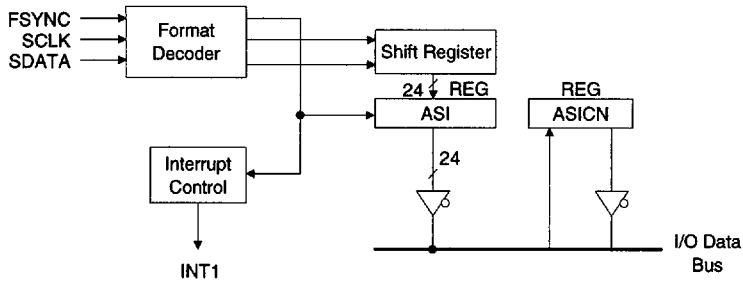 FSYNC
SCLK
SDATA
Format
Decoder
Shift Register
24 REG
ASI
REG
ASICN
24
Interrupt
Control
INT1
I/O Data
Bus